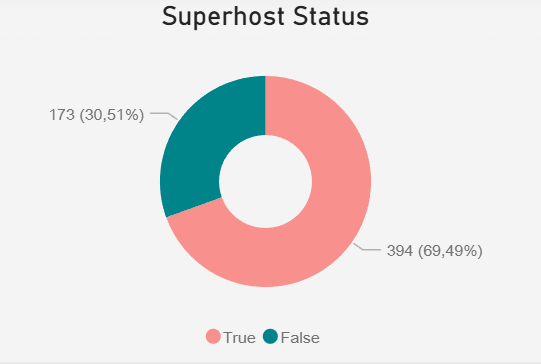 Superhost Status
173 (30,51%)
394 (69,49%)
True False